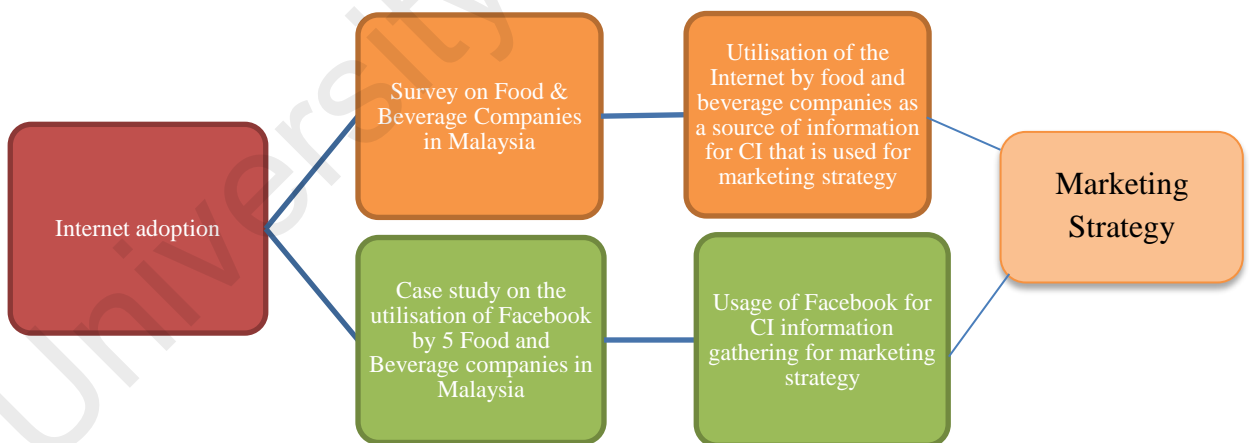 Internet adoption
Survey on Food &
Beverage Companies
in Malaysia
Utilisation of the
Internet by food and
beverage companies as
a source of information
for CI that is used for
marketing strategy
Case study on the
utilisation of Facebook
by 5 Food and
Beverage companies in
Malaysia
Usage of Facebook for
CI information
gathering for marketing
strategy
Marketing
Strategy
University